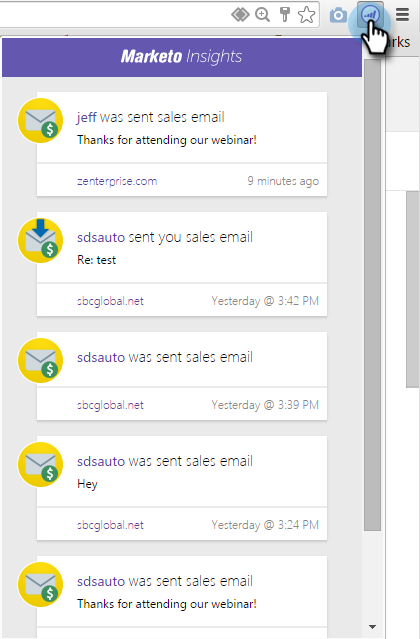 arks
Marketo Insights
jeff was sent sales email
Thanks for attending our webinar!
zenterprise.com 9 minutes ago
sdsauto sent you sales email
Re: test
sbcglobal.net Yesterday @ 3:42 PM
sdsauto was sent sales email
sbcglobal.net Yesterday @ 3:39 PM
sdsauto was sent sales email
Hey
sbcglobal.net Yesterday @ 3:24 PM
sdsauto was sent sales email
Thanks for attending our webinar!